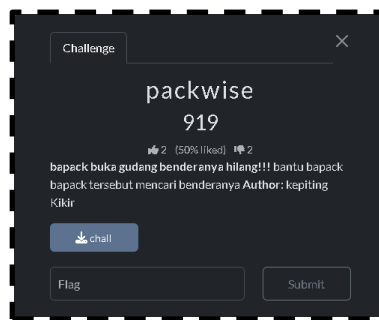 Challenge
packwise
919
2 (50% liked) 2
bapack buka gudang benderanya hilang!!! bantu bapack
bapack tersebut mencari benderanya Author: kepiting
Kikir
chall
Flag
Submit